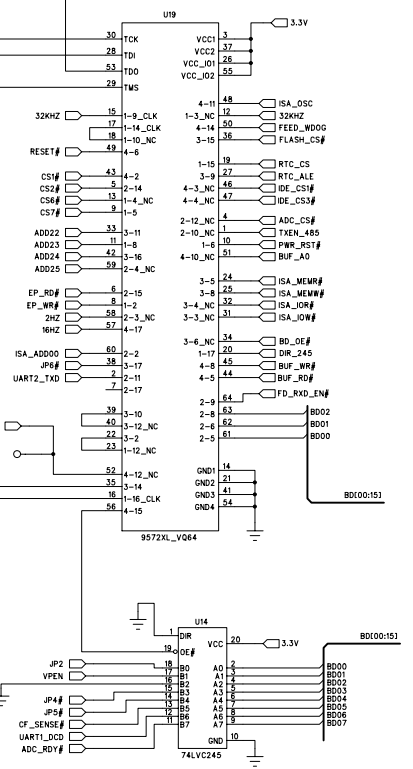 U19
30 TCK VCC1 3 3.3V
28 TDI VCC2 37
53 TDO VCC_IO1 26
29 TMS VCC_IO2 55
4-11 48 ISA_OSC
32KHZ 15 1-9_CLK 1-3_NC 12 32KHZ
17 1-14_CLK 4-14 50 FEED_WDOG
18 1-10_NC 3-15 36 FLASH_CS#
RESET# 49 4-6
1-15 19 RTC_CS
CS1# 43 4-2 3-9 27 RTC_ALE
CS2# 5 2-14 4-3_NC 46 IDE_CS1#
CS6# 13 1-4_NC 4-4_NC 47 IDE_CS3#
CS7# 9 1-5
2-12_NC 4 ADC_CS#
ADD22 33 3-11 2-10_NC 1 TXEN_485
ADD23 11 1-8 1-6 10 PWR_RST#
ADD24 42 3-16 4-10_NC 51 BUF_A0
ADD25 59 2-4_NC
3-5 24 ISA_MEMR#
EP_RD# 6 2-15 3-8 25 ISA_MEMW#
EP_WR# 8 1-2 3-4_NC 32 ISA_IOR#
2HZ 58 2-3_NC 3-3_NC 31 ISA_IOW#
16HZ 57 4-17
3-6_NC 34 BD_OE#
ISA_ADD00 60 2-2 1-17 20 DIR_245
JP6# 38 3-17 4-8 45 BUF_WR#
UART2_TXD 2 2-11 4-5 44 BUF_RD#
7 2-17
2-9 64 FD_RXD_EN#
39 3-10 2-8 63 BD02
40 3-12_NC 2-6 62 BD01
22 3-2 2-5 61 BD00
23 1-12_NC
52 4-12_NC GND1 14
35 3-14 GND2 21
1 1-16_CLK GND3 41
56 4-15 GND4 54
BD[00:15]
9572XL_VQ64
U14
1 DIR
VCC 20 3.3V
BD[00:15]
19 OE#
JP2 18 B0 A0 2 BD00
VPEN 17 B1 A1 3 BD01
16 B2 A2 4 BD02
JP4# 15 B3 A3 5 BD03
JP5# 14 B4 A4 6 BD04
CF_SENSE# 13 B5 A5 7 BD05
UART1_DCD 12 B6 A6 8 BD06
ADC_RDY# 11 B7 A7 9 BD07
GND 10
74LVC245